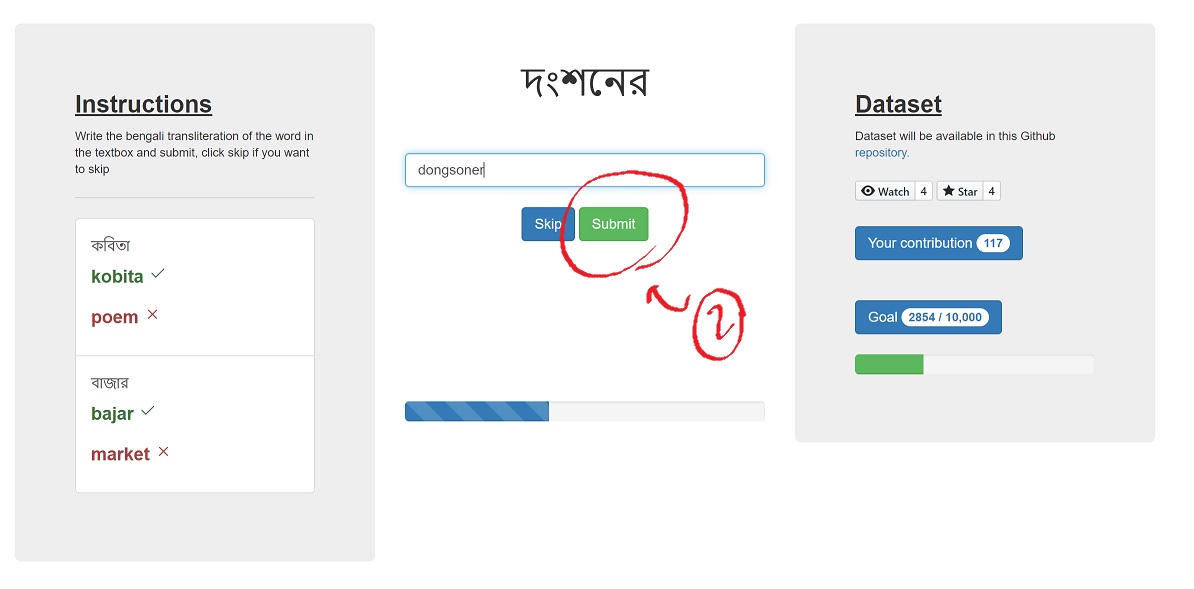 Instructions
Write the bengali transliteration of the word in
the textbox and submit, click skip if you want
to skip
কবিতা
kobita
poem
বাজার
bajar
market
দংশনের
dongsoner
Skip Submit
2
Dataset
Dataset will be available in this Github
repository.
Watch 4 Star 4
Your contribution 117
Goal 2854 / 10,000